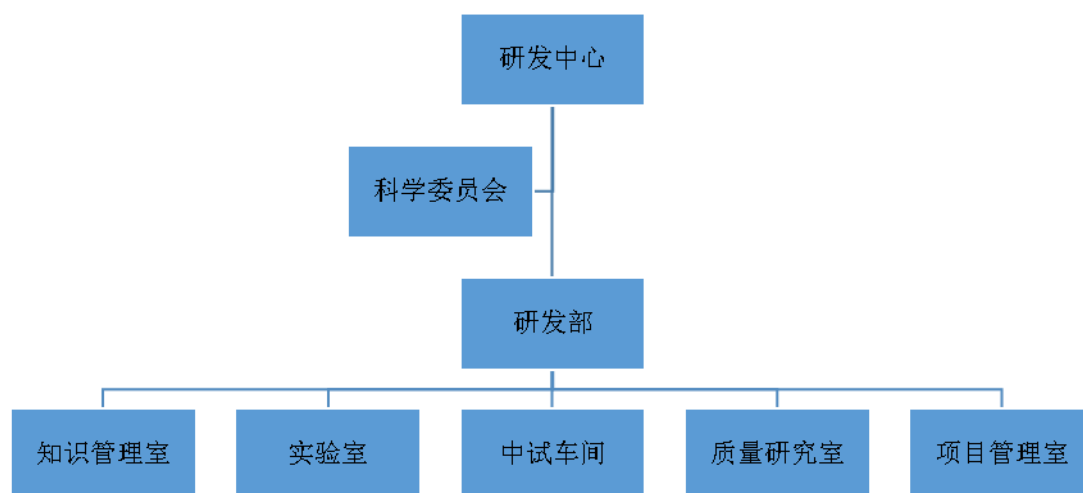 研发中心
科学委员会
研发部
知识管理室
实验室
中试车间
质量研究室
项目管理室